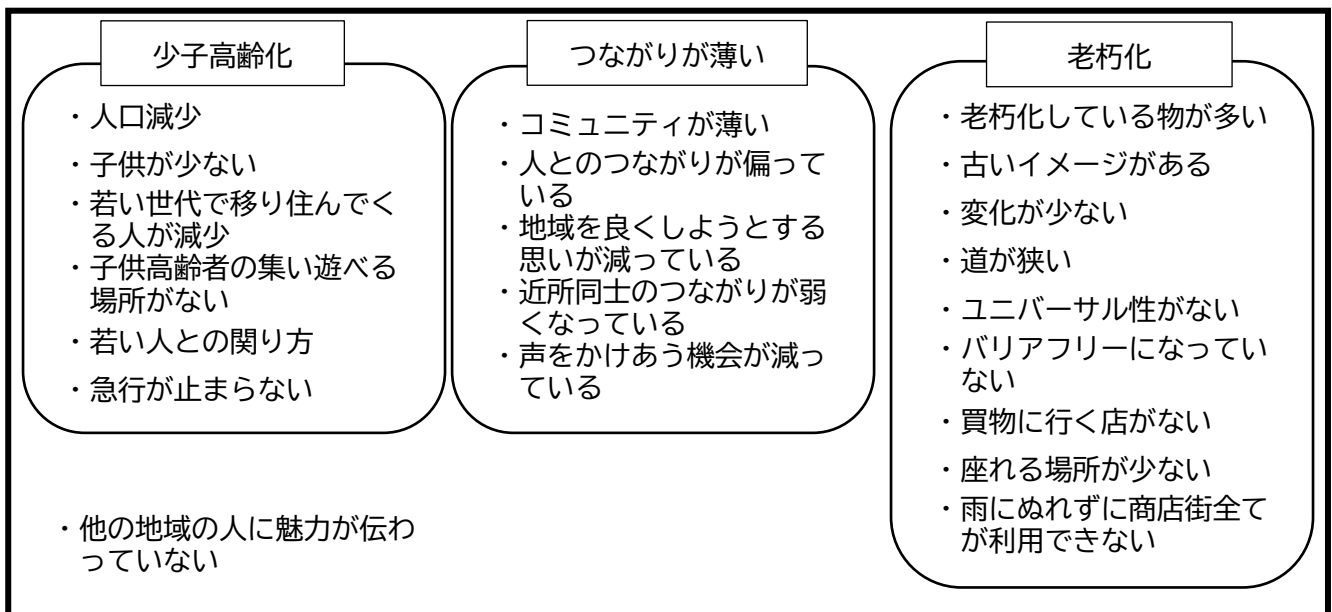 少子高齢化
・人口減少
・子供が少ない
・若い世代で移り住んでく
る人が減少
・子供高齢者の集い遊べる
場所がない
・若い人との関り方
・急行が止まらない
つながりが薄い
・コミュニティが薄い
・人とのつながりが偏って
いる
・地域を良くしようとする
思いが減っている
・近所同士のつながりが弱
くなっている
・声をかけあう機会が減っ
ている
老朽化
・老朽化している物が多い
・古いイメージがある
・変化が少ない
・道が狭い
・ユニバーサル性がない
・バリアフリーになってい
ない
・買物に行く店がない
・座れる場所が少ない
・雨にぬれずに商店街全て
が利用できない
・他の地域の人に魅力が伝わ
っていない